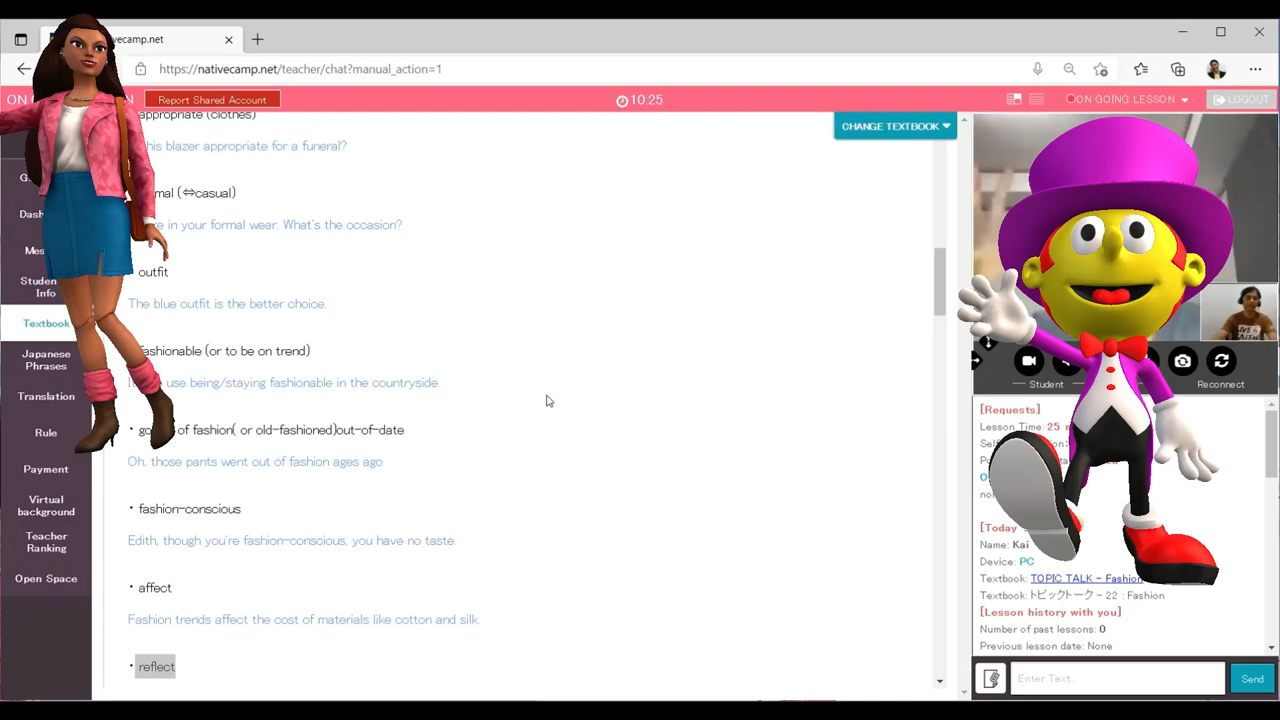 vecamp.net
https://nativecamp.net/teacher/chat?manual_action=1
ON
N
Report Shared Account
10:25
ON GOING LESSON
LOGOUT
CHANGE TEXTBOOK
Textbook
Japanese
Phrases
Translation
Rule
Payment
Virtual
background
Teacher
Ranking
Open Space
Info
appropriate (clothes)
his blazer appropriate for a funeral?
mal (⇔casual)
e in your formal wear. What's the occasion?
outfit
The blue outfit is the better choice.
fashionable (or to be on trend)
use being/staying fashionable in the countryside.
of fashion( or old-fashioned)out-of-date
Oh, those pants went out of fashion ages ago.
・fashion-conscious
Edith, though you're fashion-conscious, you have no taste.
・affect
Fashion trends affect the cost of materials like cotton and silk.
・reflect
Student
Reconnect
[Requests]
Lesson Time: 25
[Today
Name: Kai
Device: PC
Textbook: TOPIC TALK - Fashion
Textbook: トピックトーク - 22 : Fashion
[Lesson history with you]
Number of past lessons: 0
Previous lesson date: None
Enter Text..
Send